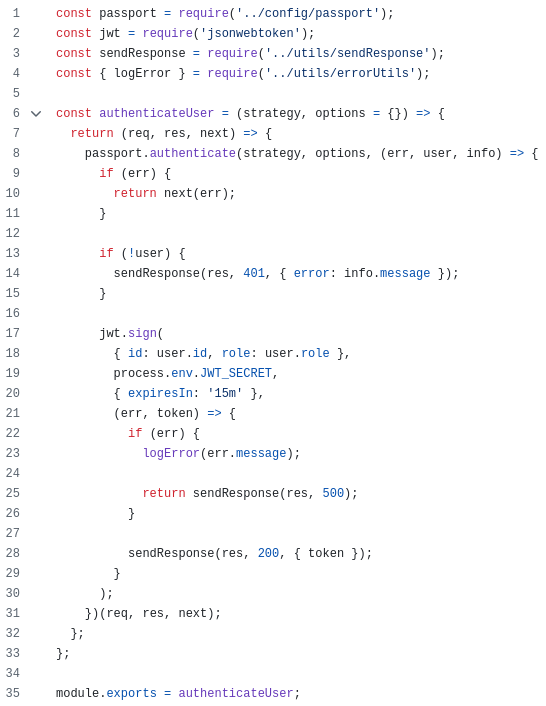 1 const passport = require('../config/passport');
2 const jwt = require('jsonwebtoken');
3 const sendResponse = require('../utils/sendResponse');
4 const { logError } = require('../utils/errorUtils');
5
6 const authenticateUser = (strategy, options = {}) => {
7   return (req, res, next) => {
8     passport.authenticate(strategy, options, (err, user, info) => {
9       if (err) {
10         return next(err);
11       }
12
13       if (!user) {
14         sendResponse(res, 401, { error: info.message });
15       }
16
17       jwt.sign(
18         { id: user.id, role: user.role },
19         process.env.JWT_SECRET,
20         { expiresIn: '15m' },
21         (err, token) => {
22           if (err) {
23             logError(err.message);
24
25             return sendResponse(res, 500);
26           }
27
28           sendResponse(res, 200, { token });
29         }
30       );
31     })(req, res, next);
32   };
33 };
34
35 module.exports = authenticateUser;